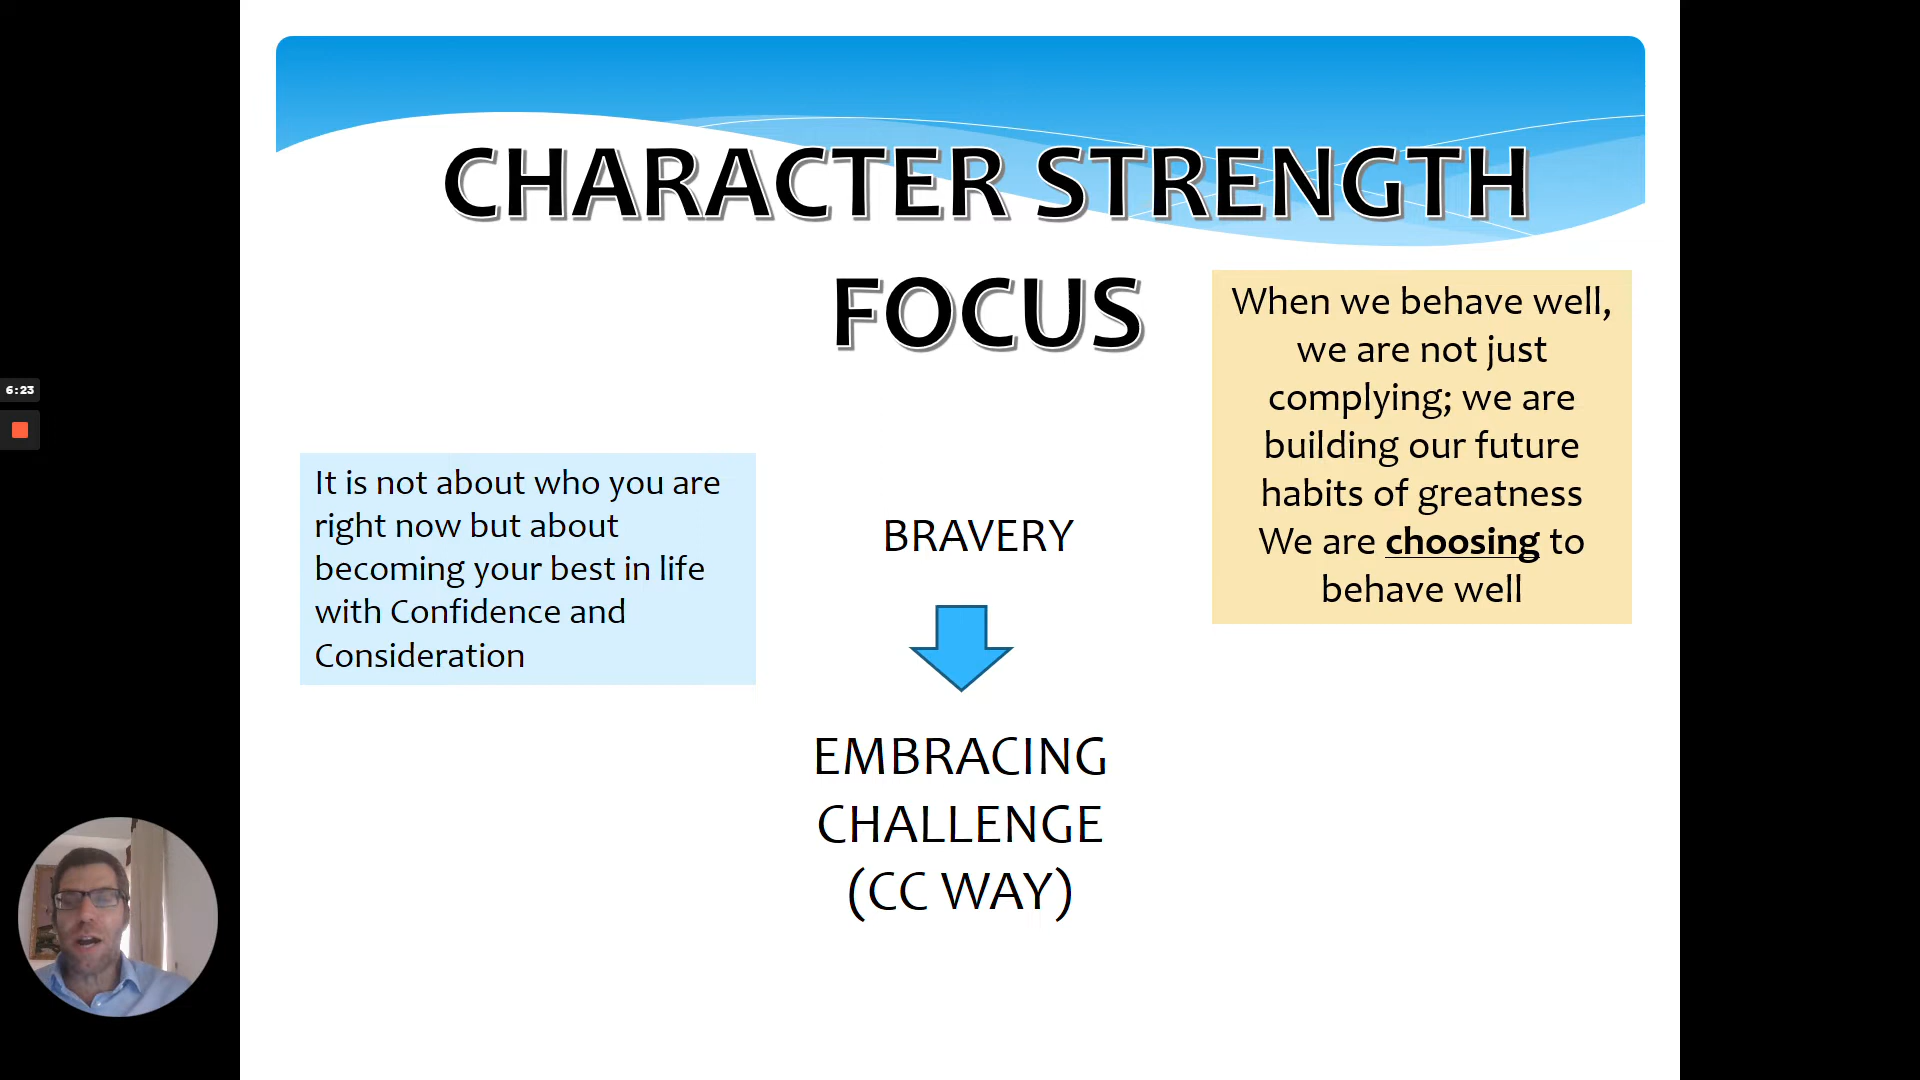 CHARACTER STRENGTH
FOCUS
When we behave well,
we are not just
complying; we are
building our future
habits of greatness
We are choosing to
behave well
6:23
It is not about who you are
right now but about
becoming your best in life
with Confidence and
Consideration
BRAVERY
EMBRACING
CHALLENGE
(CC WAY)